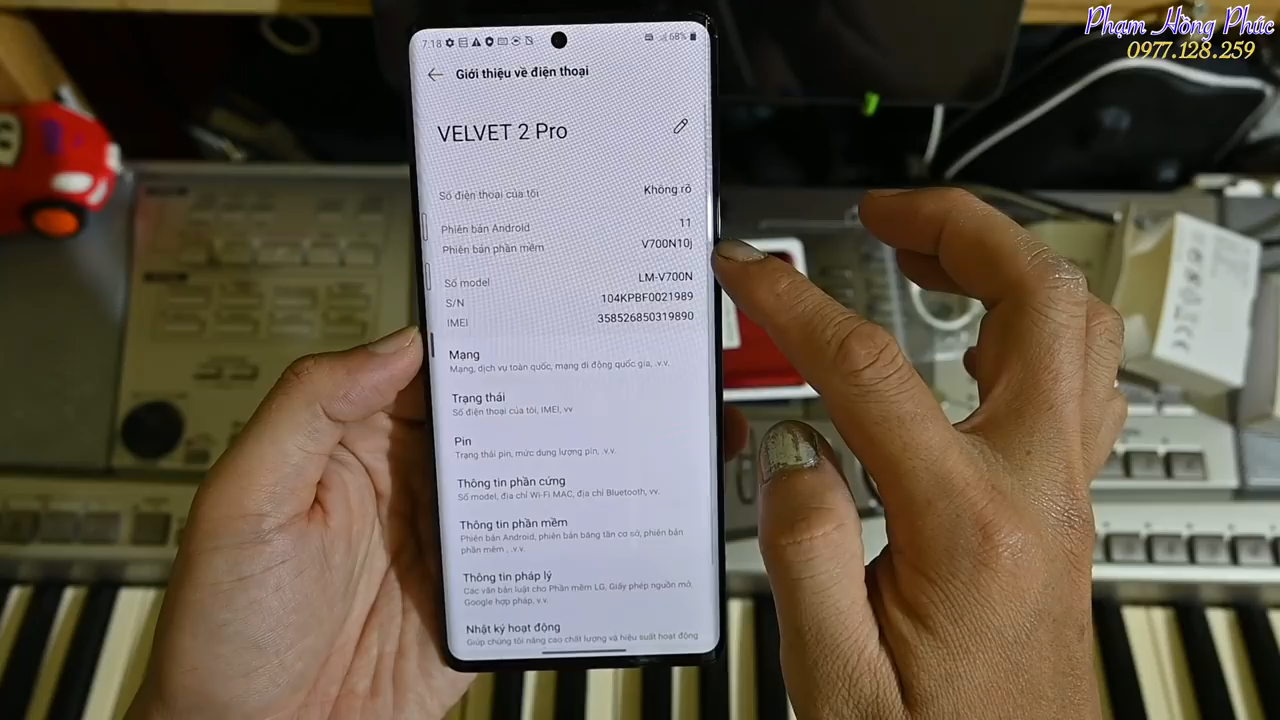 Phạm Hồng Phúc
0977.128.259
7:18
68%
Giới thiệu về điện thoại
VELVET 2 Pro
Số điện thoại của tôi Không rõ
Phiên bản Android 11
Phiên bản phần mềm V700N10j
Số model LM-V700N
S/N 104KPBF0021989
IMEI 358526850319890
Mạng
Mạng, dịch vụ toàn quốc, mạng di động quốc gia, .v.v.
Trạng thái
Số điện thoại của tôi, IMEI, vv
Pin
Trạng thái pin, mức dung lượng pin, .v.v.
Thông tin phần cứng
Số model, địa chỉ Wi-Fi MAC, địa chỉ Bluetooth, vv.
Thông tin phần mềm
Phiên bản Android, phiên bản băng tần cơ sở, phiên bản
phần mềm , .v.v.
Thông tin pháp lý
Các văn bản luật cho Phần mềm LG, Giấy phép nguồn mở,
Google hợp pháp, v.v.
Nhật ký hoạt động
Giúp chúng tôi nâng cao chất lượng và hiệu suất hoạt động